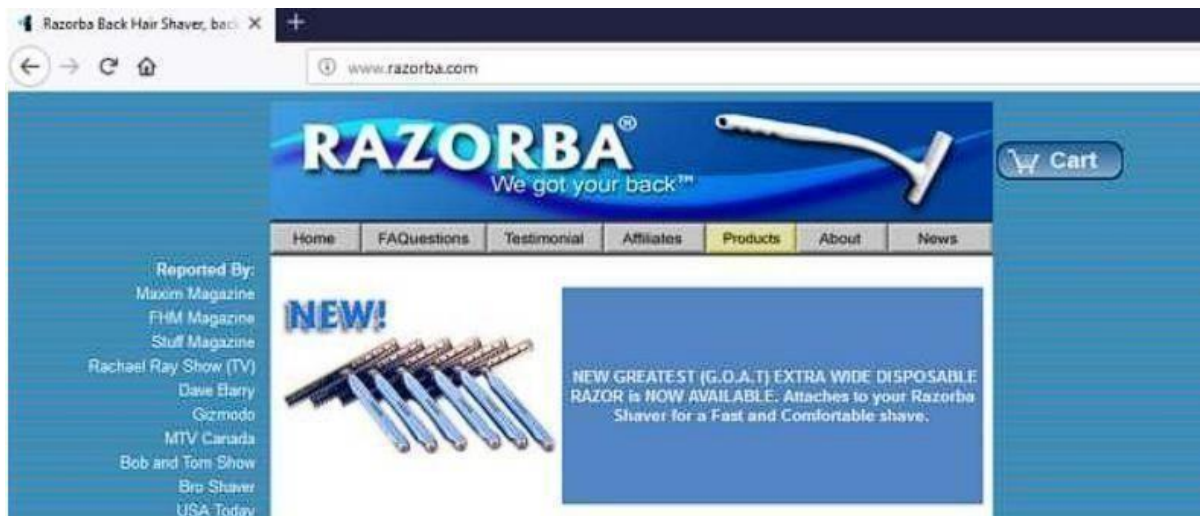 Razorba Back Hair Shaver, bac
www.razorba.com
RAZORBA®
We got your back™
Cart
Home FAQuestions Testimonial Affiliates Products About News
Reported By:
Maxim Magazine
FHM Magazine
Stuff Magazine
Rachael Ray Show (TV)
Dave Barry
Gizmodo
MTV Canada
Bob and Tom Show
Bro Shaver
USA Today
NEW!
NEW GREATEST (G.O.A.T) EXTRA WIDE DISPOSABLE
RAZOR is NOW AVAILABLE. Attaches to your Razorba
Shaver for a Fast and Comfortable shave.